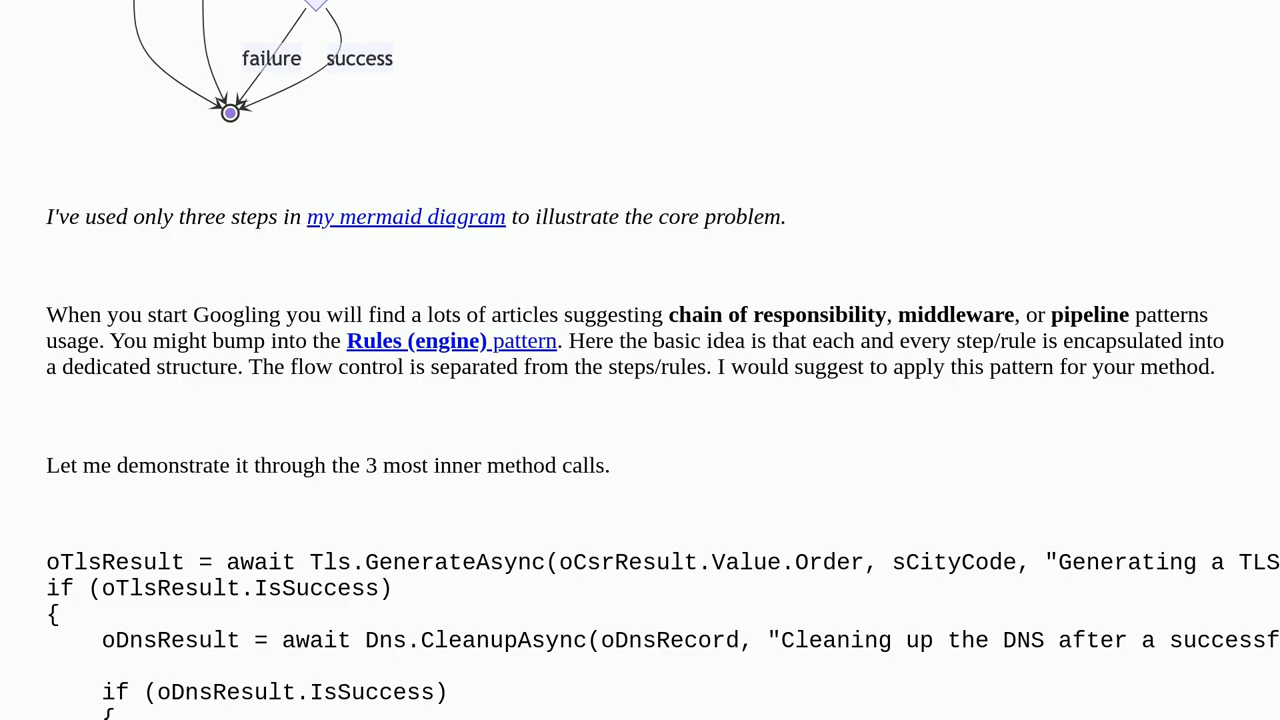 failure success
I've used only three steps in my mermaid diagram to illustrate the core problem.
When you start Googling you will find a lots of articles suggesting chain of responsibility, middleware, or pipeline patterns
usage. You might bump into the Rules (engine) pattern. Here the basic idea is that each and every step/rule is encapsulated into
a dedicated structure. The flow control is separated from the steps/rules. I would suggest to apply this pattern for your method.
Let me demonstrate it through the 3 most inner method calls.
oTlsResult = await Tls.GenerateAsync(oCsrResult.Value.Order, sCityCode, "Generating a TLS
if (oTlsResult.IsSuccess)
{
    oDnsResult = await Dns.CleanupAsync(oDnsRecord, "Cleaning up the DNS after a successf
    if (oDnsResult.IsSuccess)
    {